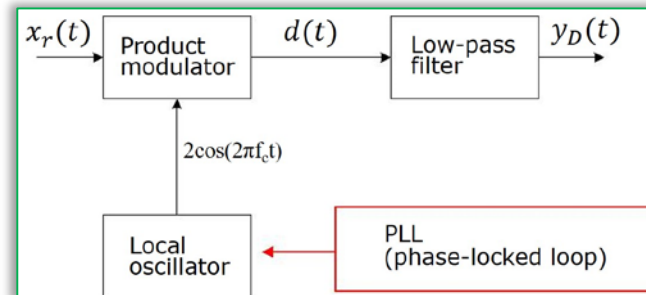 x_r(t)
Product
modulator
d(t)
Low-pass
filter
y_D(t)
2cos(2πf_ct)
Local
oscillator
PLL
(phase-locked loop)